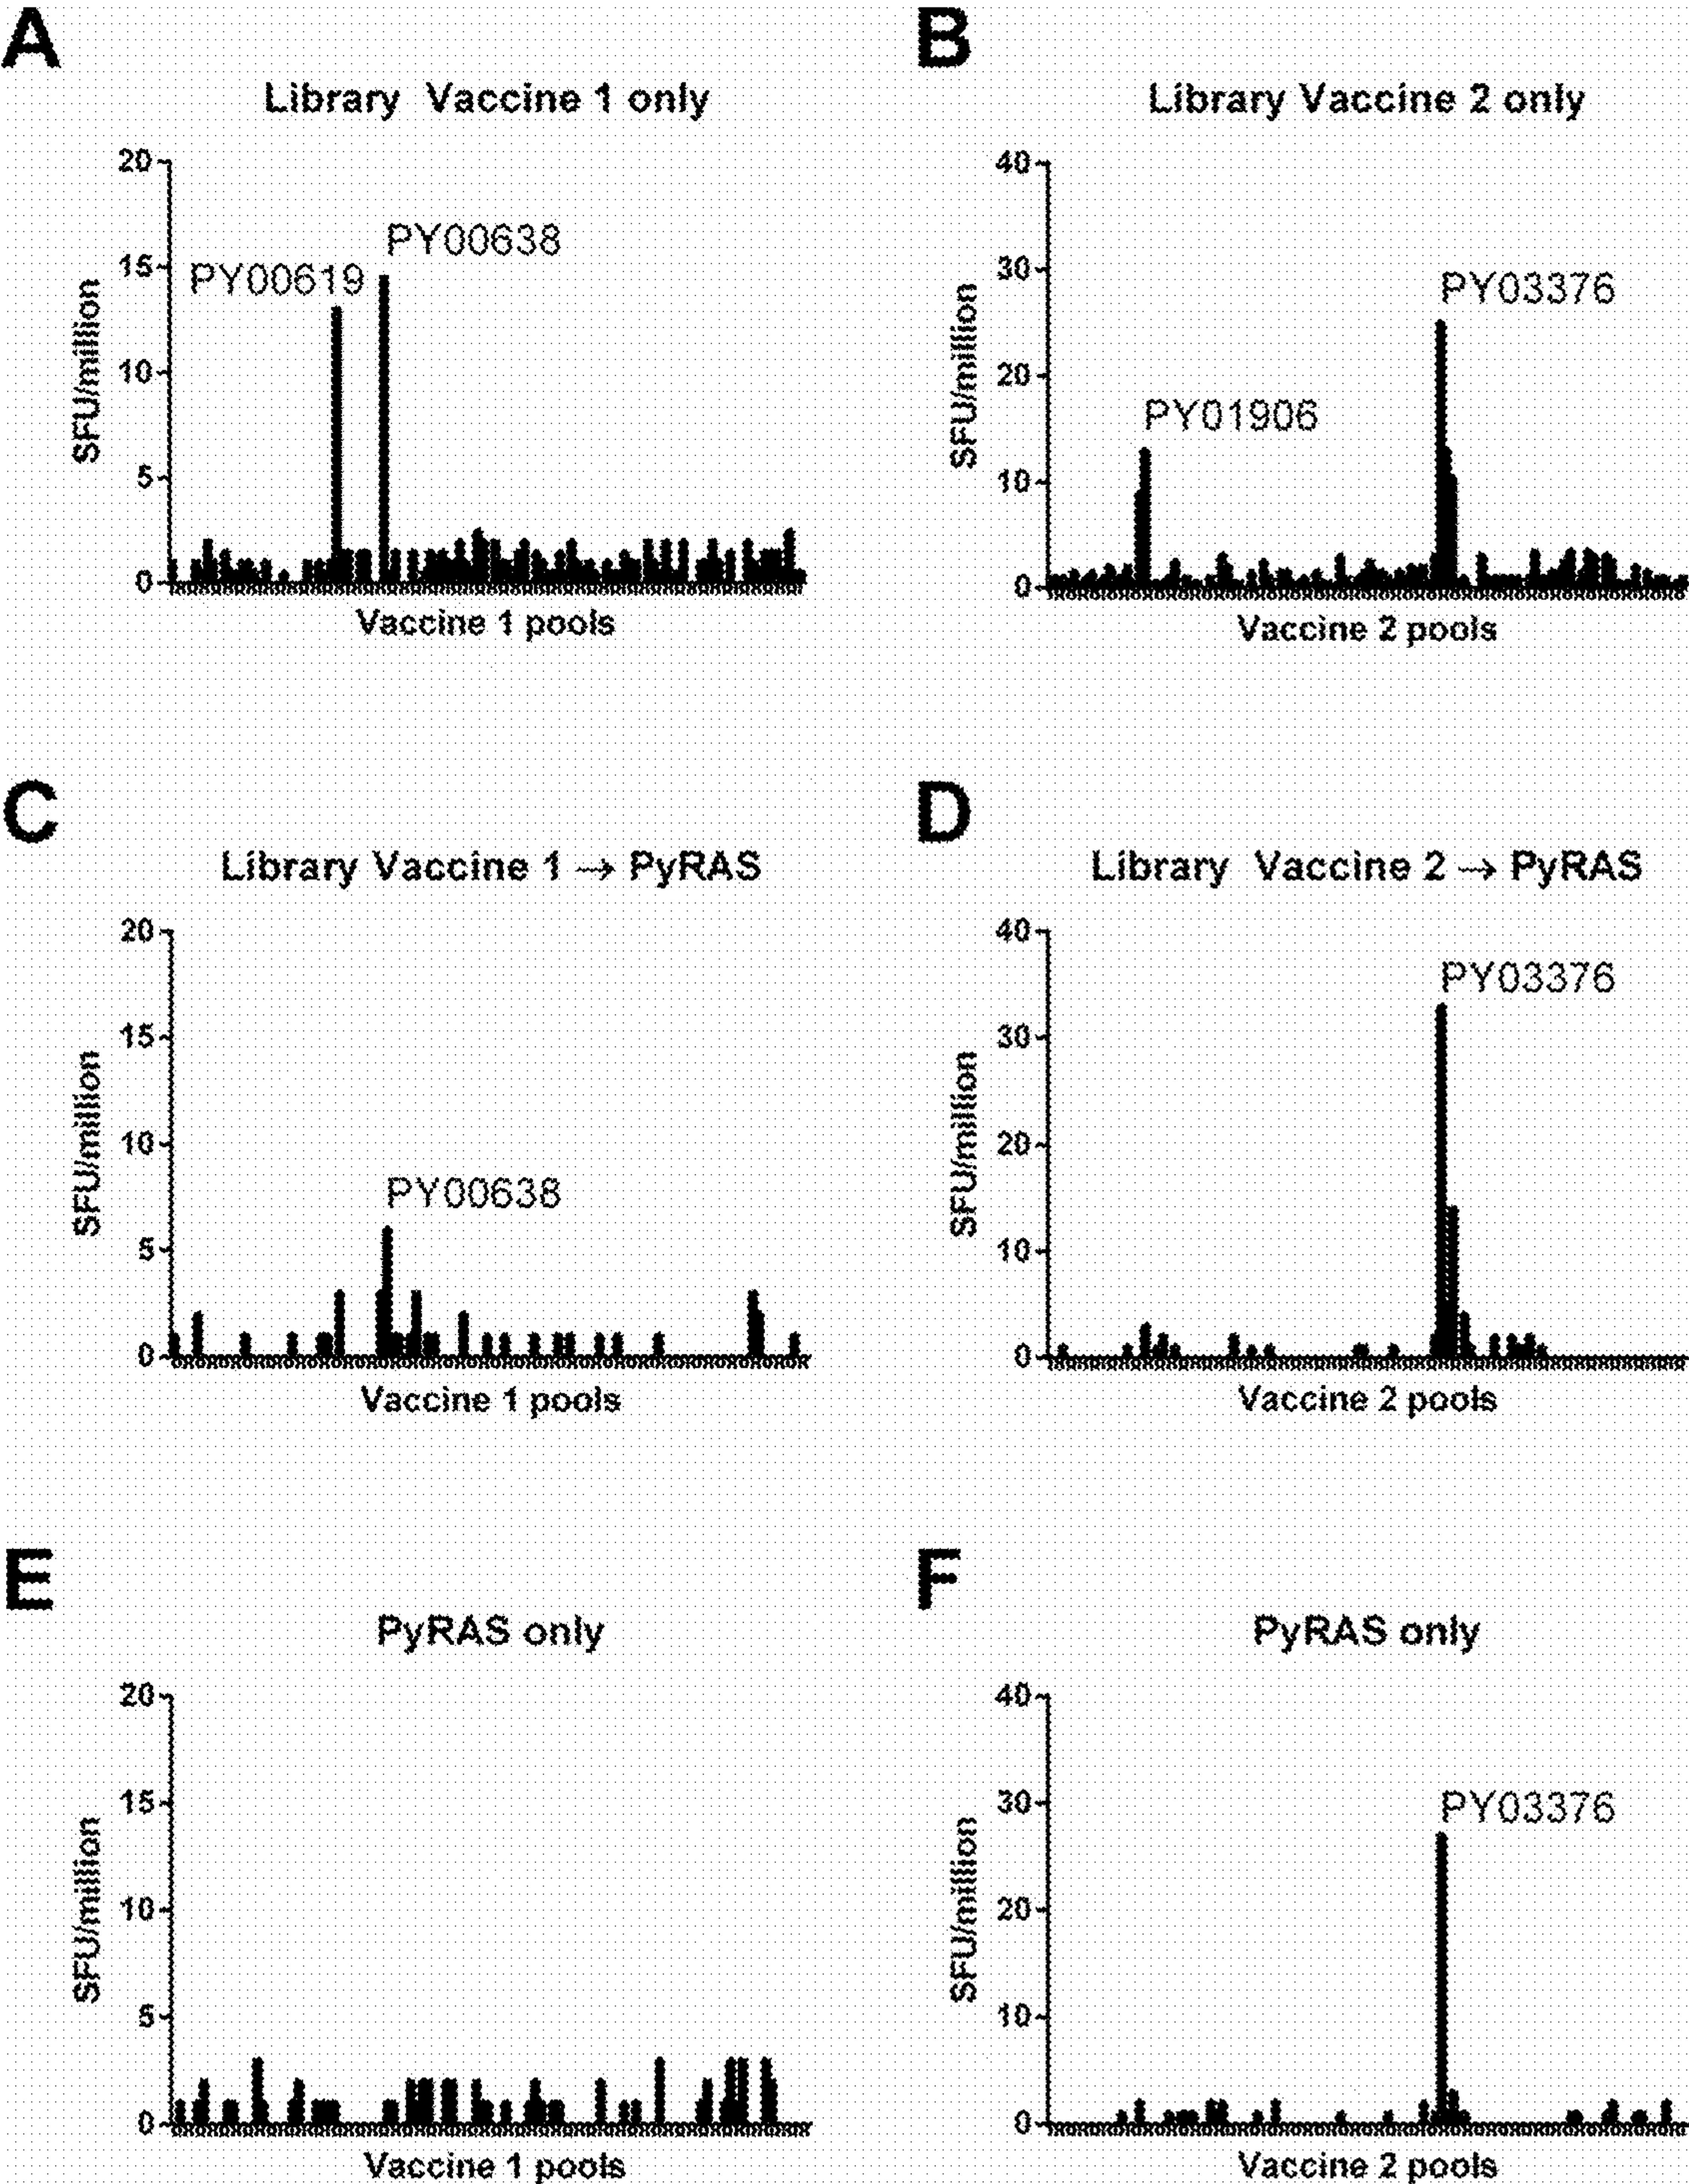 A
Library Vaccine 1 only
20
15
10
5
0
SFU/million
PY00619
PY00638
Vaccine 1 pools
B
Library Vaccine 2 only
40
30
20
10
0
SFU/million
PY01906
PY03376
Vaccine 2 pools
C
Library Vaccine 1 → PyRAS
20
15
10
5
0
SFU/million
PY00638
Vaccine 1 pools
D
Library Vaccine 2 → PyRAS
40
30
20
10
0
SFU/million
PY03376
Vaccine 2 pools
E
PyRAS only
20
15
10
5
0
SFU/million
Vaccine 1 pools
F
PyRAS only
40
30
20
10
0
SFU/million
PY03376
Vaccine 2 pools